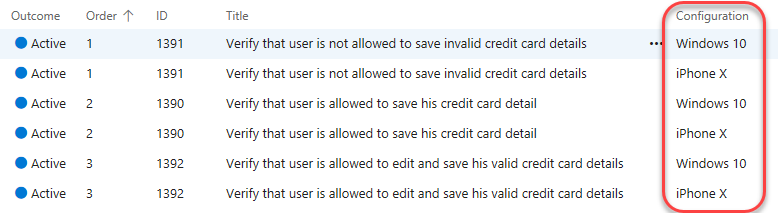 Outcome Order ↑ ID Title Configuration
Active 1 1391 Verify that user is not allowed to save invalid credit card details ••• Windows 10
Active 1 1391 Verify that user is not allowed to save invalid credit card details iPhone X
Active 2 1390 Verify that user is allowed to save his credit card detail Windows 10
Active 2 1390 Verify that user is allowed to save his credit card detail iPhone X
Active 3 1392 Verify that user is allowed to edit and save his valid credit card details Windows 10
Active 3 1392 Verify that user is allowed to edit and save his valid credit card details iPhone X